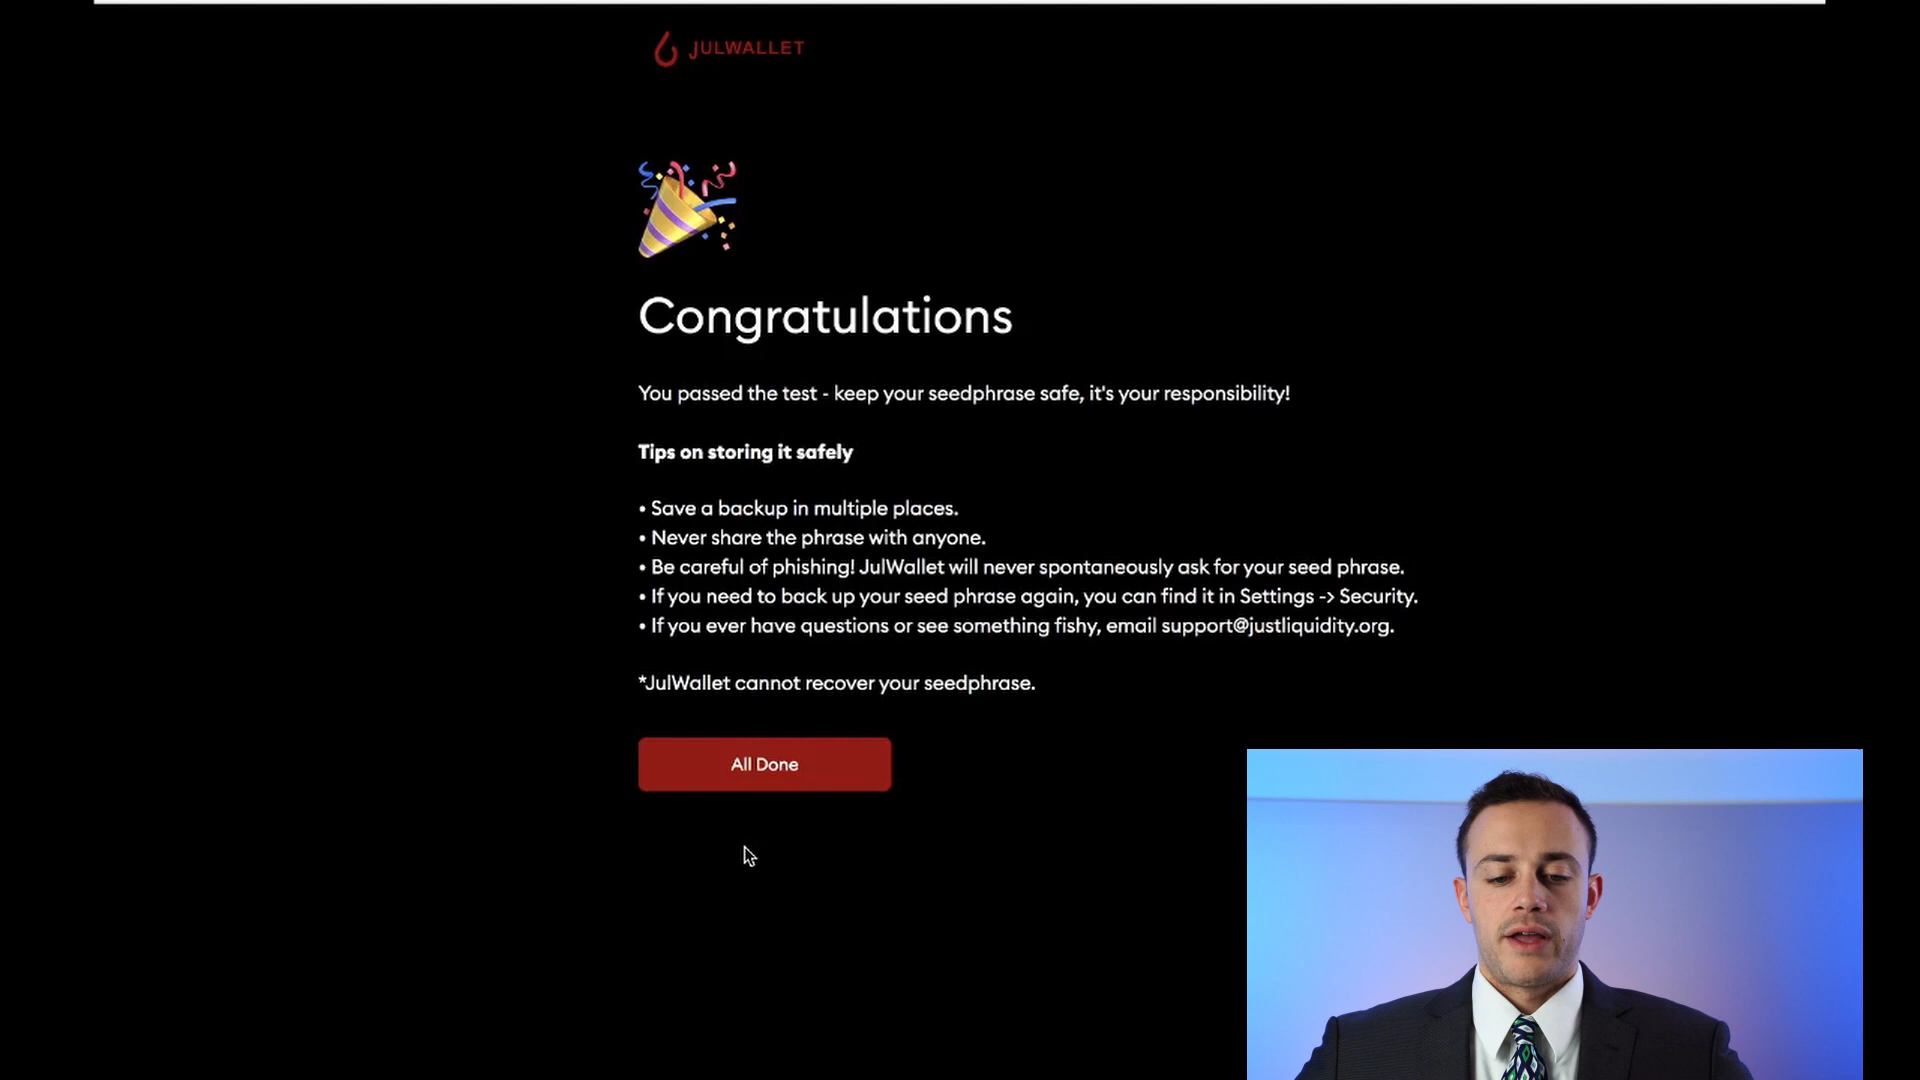 JULWALLET
Congratulations
You passed the test - keep your seedphrase safe, it's your responsibility!
Tips on storing it safely
• Save a backup in multiple places.
• Never share the phrase with anyone.
• Be careful of phishing! JulWallet will never spontaneously ask for your seed phrase.
• If you need to back up your seed phrase again, you can find it in Settings -> Security.
• If you ever have questions or see something fishy, email support@justliquidity.org.
*JulWallet cannot recover your seedphrase.
All Done